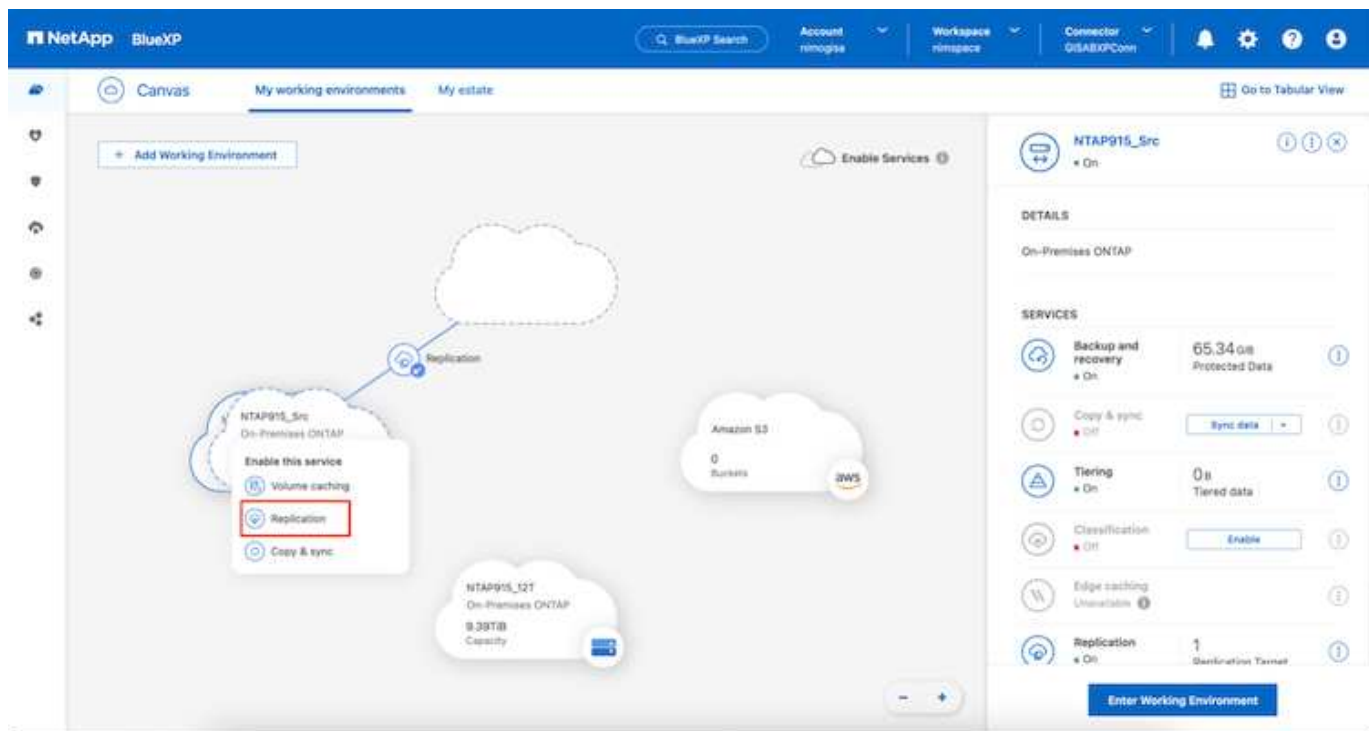 NetApp BlueXP
BlueXP Search
Account
nimogisa
Workspace
nimspace
Connector
GISABXPConn
Canvas
My working environments
My estate
Go to Tabular View
+ Add Working Environment
Enable Services
Replication
NTAP915_Src
On-Premises ONTAP
Enable this service
Volume caching
Replication
Copy & sync
Amazon S3
0
Buckets
aws
NTAP915_12T
On-Premises ONTAP
9.39TiB
Capacity
- +
NTAP915_Src
On
DETAILS
On-Premises ONTAP
SERVICES
Backup and recovery
On
65.34 GiB
Protected Data
Copy & sync
Off
Sync data
Tiering
On
0 B
Tiered data
Classification
Off
Enable
Edge caching
Unavailable
Replication
On
1
Replication Target
Enter Working Environment